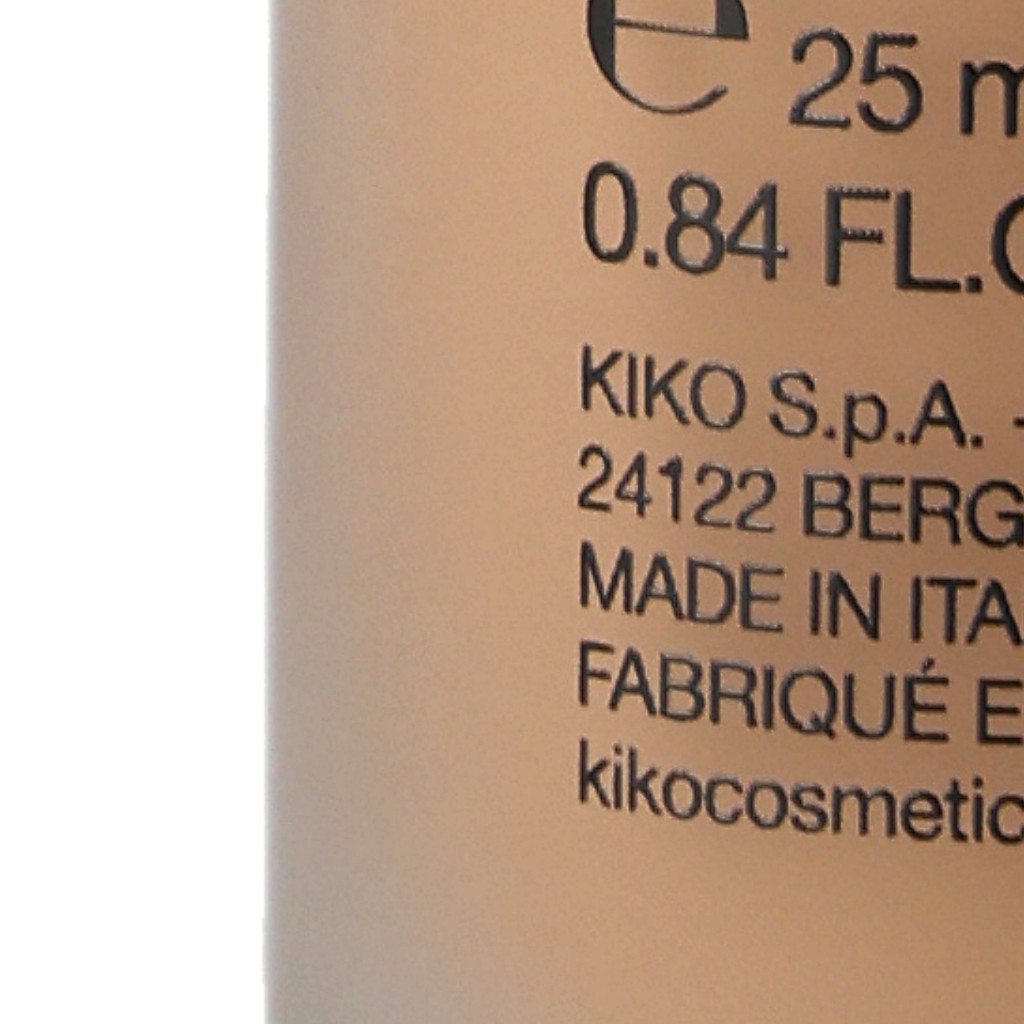 e 25 m
0.84 FL.
KIKO S.p.A. -
24122 BERG
MADE IN ITA
FABRIQUÉ E
kikocosmetic